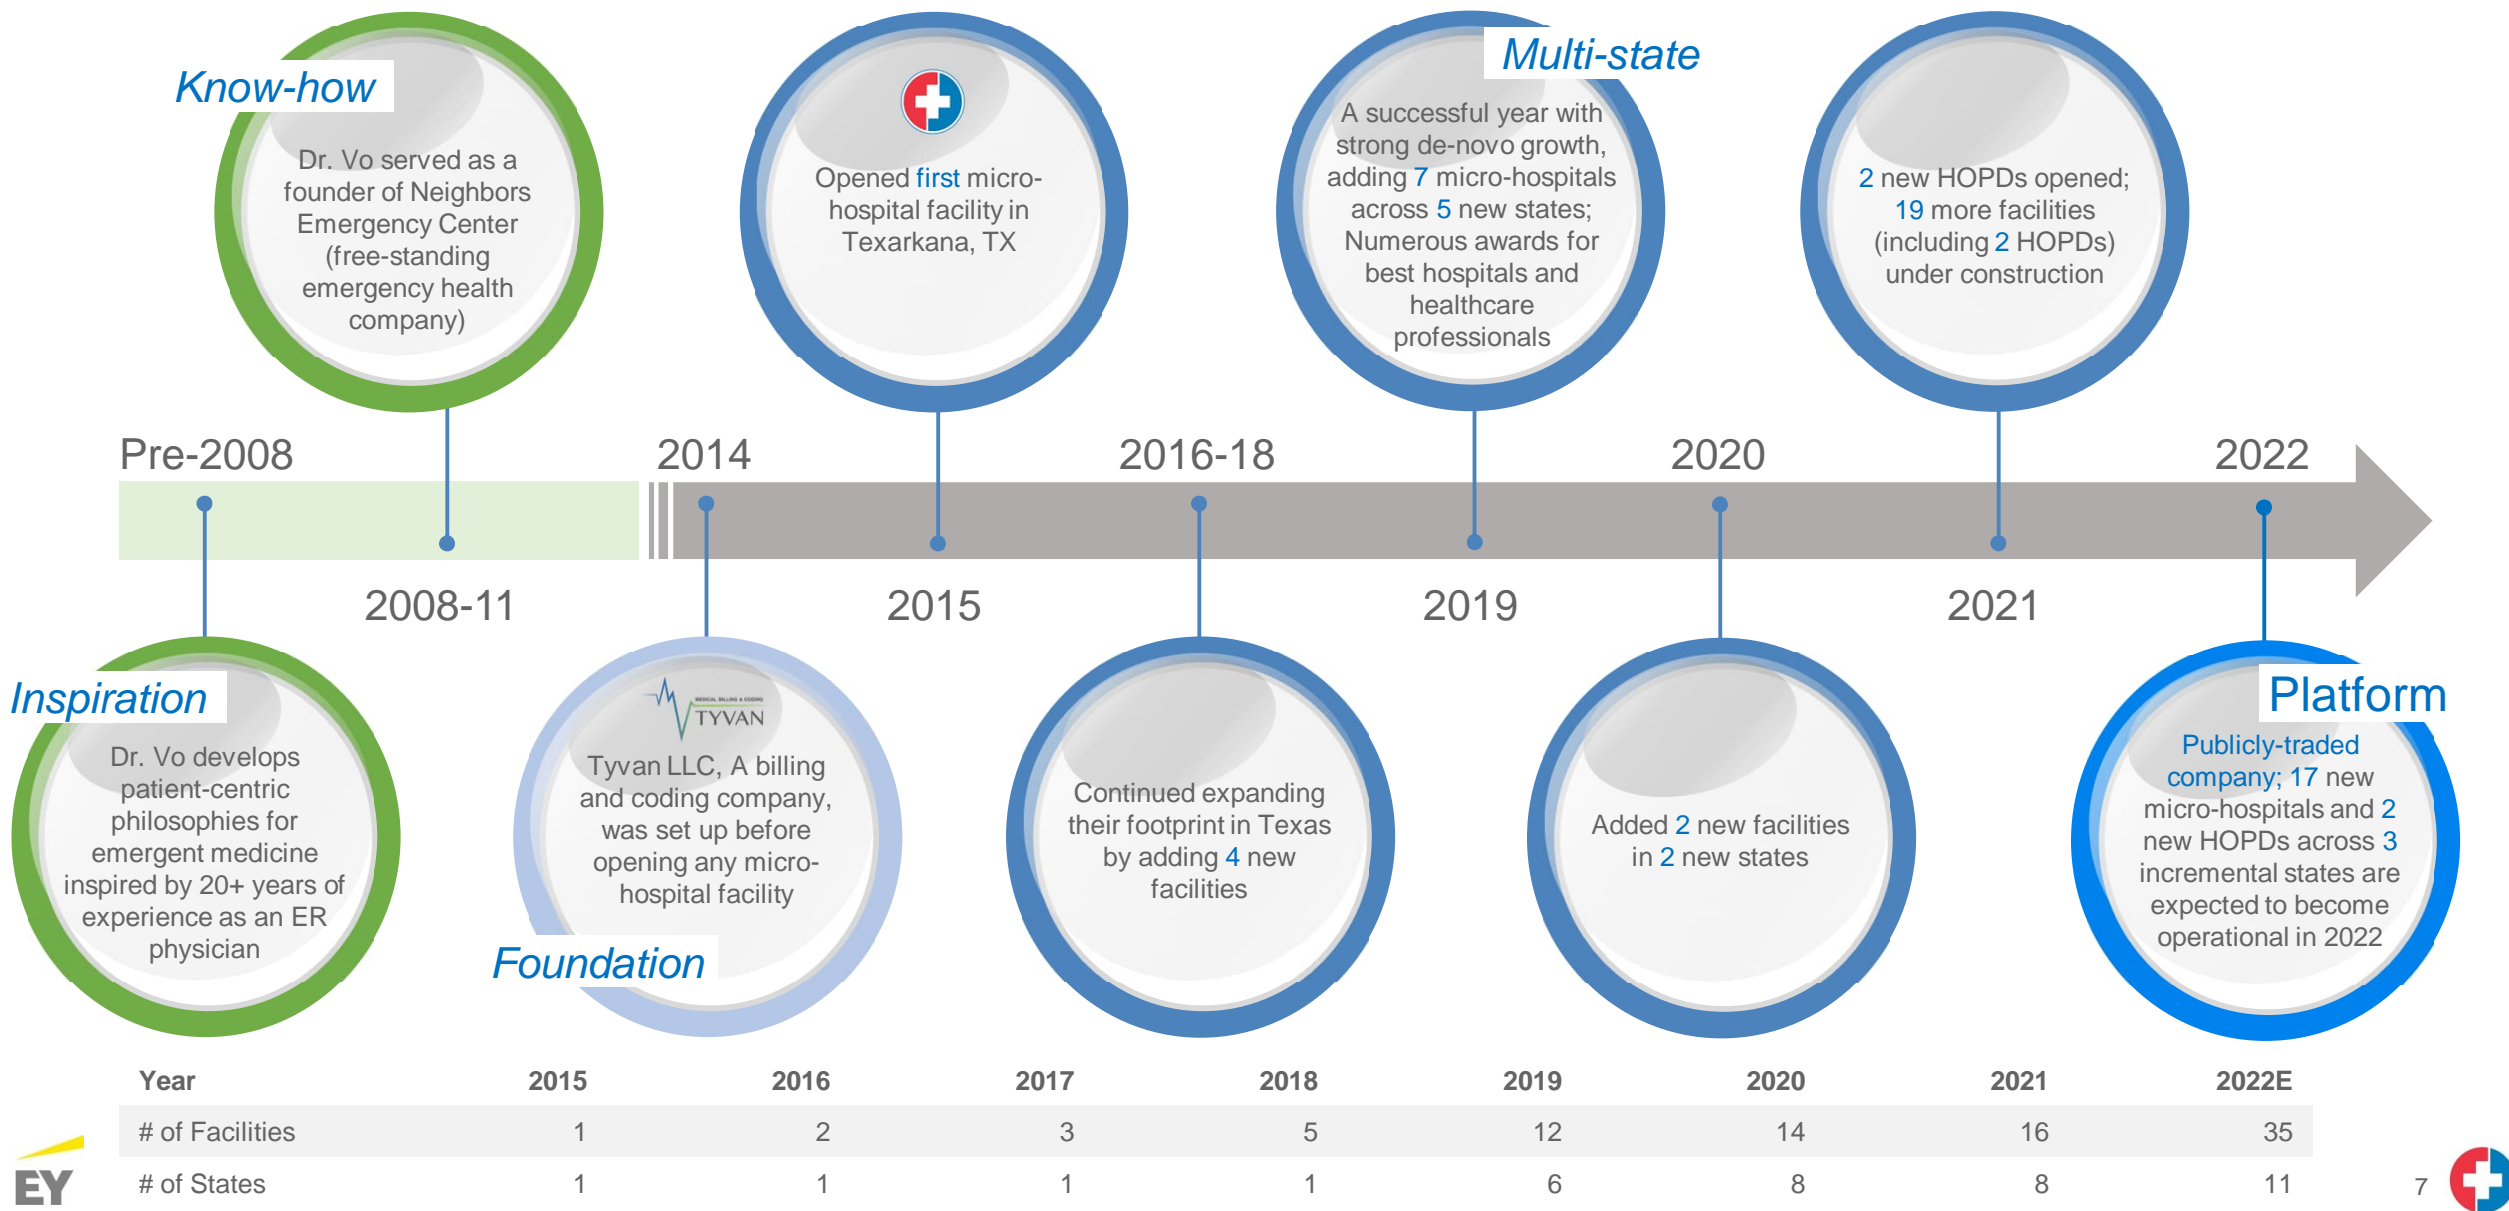 Know-how
Dr. Vo served as a
founder of Neighbors
Emergency Center
(free-standing
emergency health
company)
Opened first micro-
hospital facility in
Texarkana, TX
Multi-state
A successful year with
strong de-novo growth,
adding 7 micro-hospitals
across 5 new states;
Numerous awards for
best hospitals and
healthcare
professionals
2 new HOPDs opened;
19 more facilities
(including 2 HOPDs)
under construction
Pre-2008
2014
2016-18
2020
2022
2008-11
2015
2019
2021
Inspiration
Dr. Vo develops
patient-centric
philosophies for
emergent medicine
inspired by 20+ years of
experience as an ER
physician
MEDICAL BILLING & CODING
TYVAN
Tyvan LLC, A billing
and coding company,
was set up before
opening any micro-
hospital facility
Foundation
Continued expanding
their footprint in Texas
by adding 4 new
facilities
Added 2 new facilities
in 2 new states
Platform
Publicly-traded
company; 17 new
micro-hospitals and 2
new HOPDs across 3
incremental states are
expected to become
operational in 2022
Year 2015 2016 2017 2018 2019 2020 2021 2022E
# of Facilities 1 2 3 5 12 14 16 35
# of States 1 1 1 1 6 8 8 11
EY
7